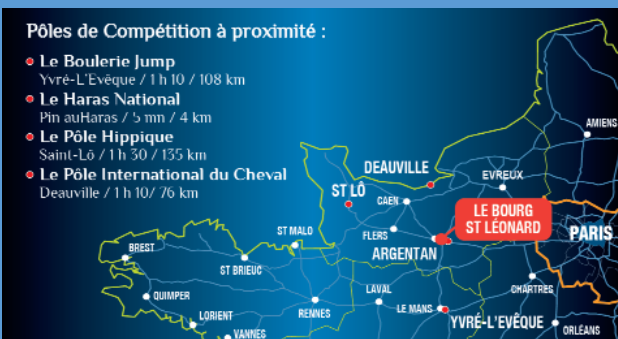 Pôles de Compétition à proximité :
Le Boulerie Jump
Yvré-L'Evêque / 1 h 10 / 108 km
Le Haras National
Pin auHaras / 5 mn / 4 km
Le Pôle Hippique
Saint-Lô / 1 h 30 / 135 km
Le Pôle International du Cheval
Deauville / 1 h 10/ 76 km
AMIENS
DEAUVILLE
EVREUX
ST LÔ
CAEN
LE BOURG
ST LÉONARD
PARIS
ST MALO
FLERS
ARGENTAN
BREST
ST BRIEUC
CHARTRES
QUIMPER
LAVAL
RENNES
LE MANS
LORIENT
YVRE-L'EVÊQUE
ORLÉANS
VANNES